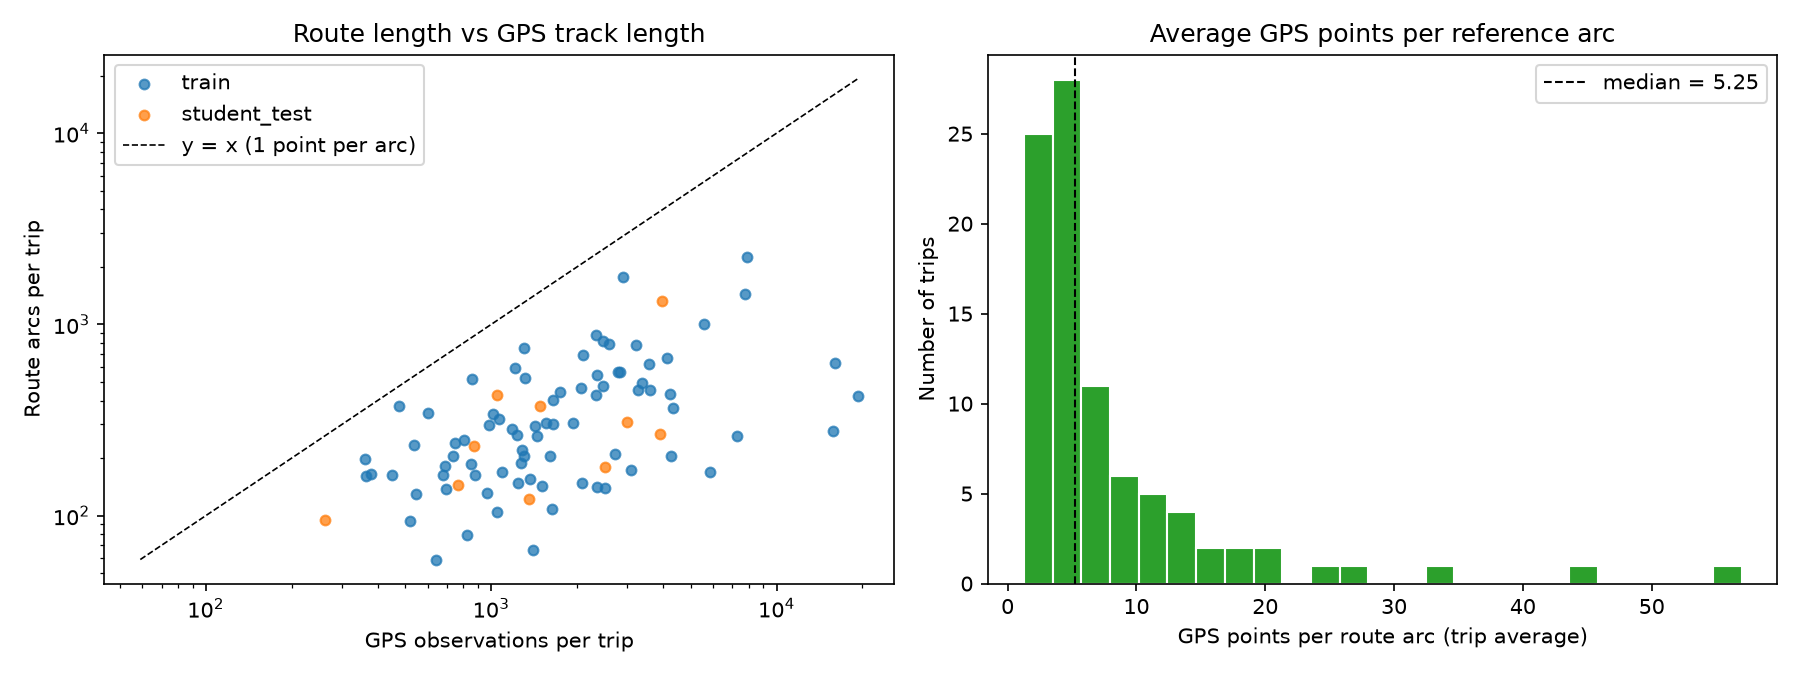 Route length vs GPS track length
train
student_test
y = x (1 point per arc)
10^4
10^3
10^2
Route arcs per trip
10^2
10^3
10^4
GPS observations per trip
Average GPS points per reference arc
median = 5.25
25
20
15
10
5
0
Number of trips
0
10
20
30
40
50
GPS points per route arc (trip average)